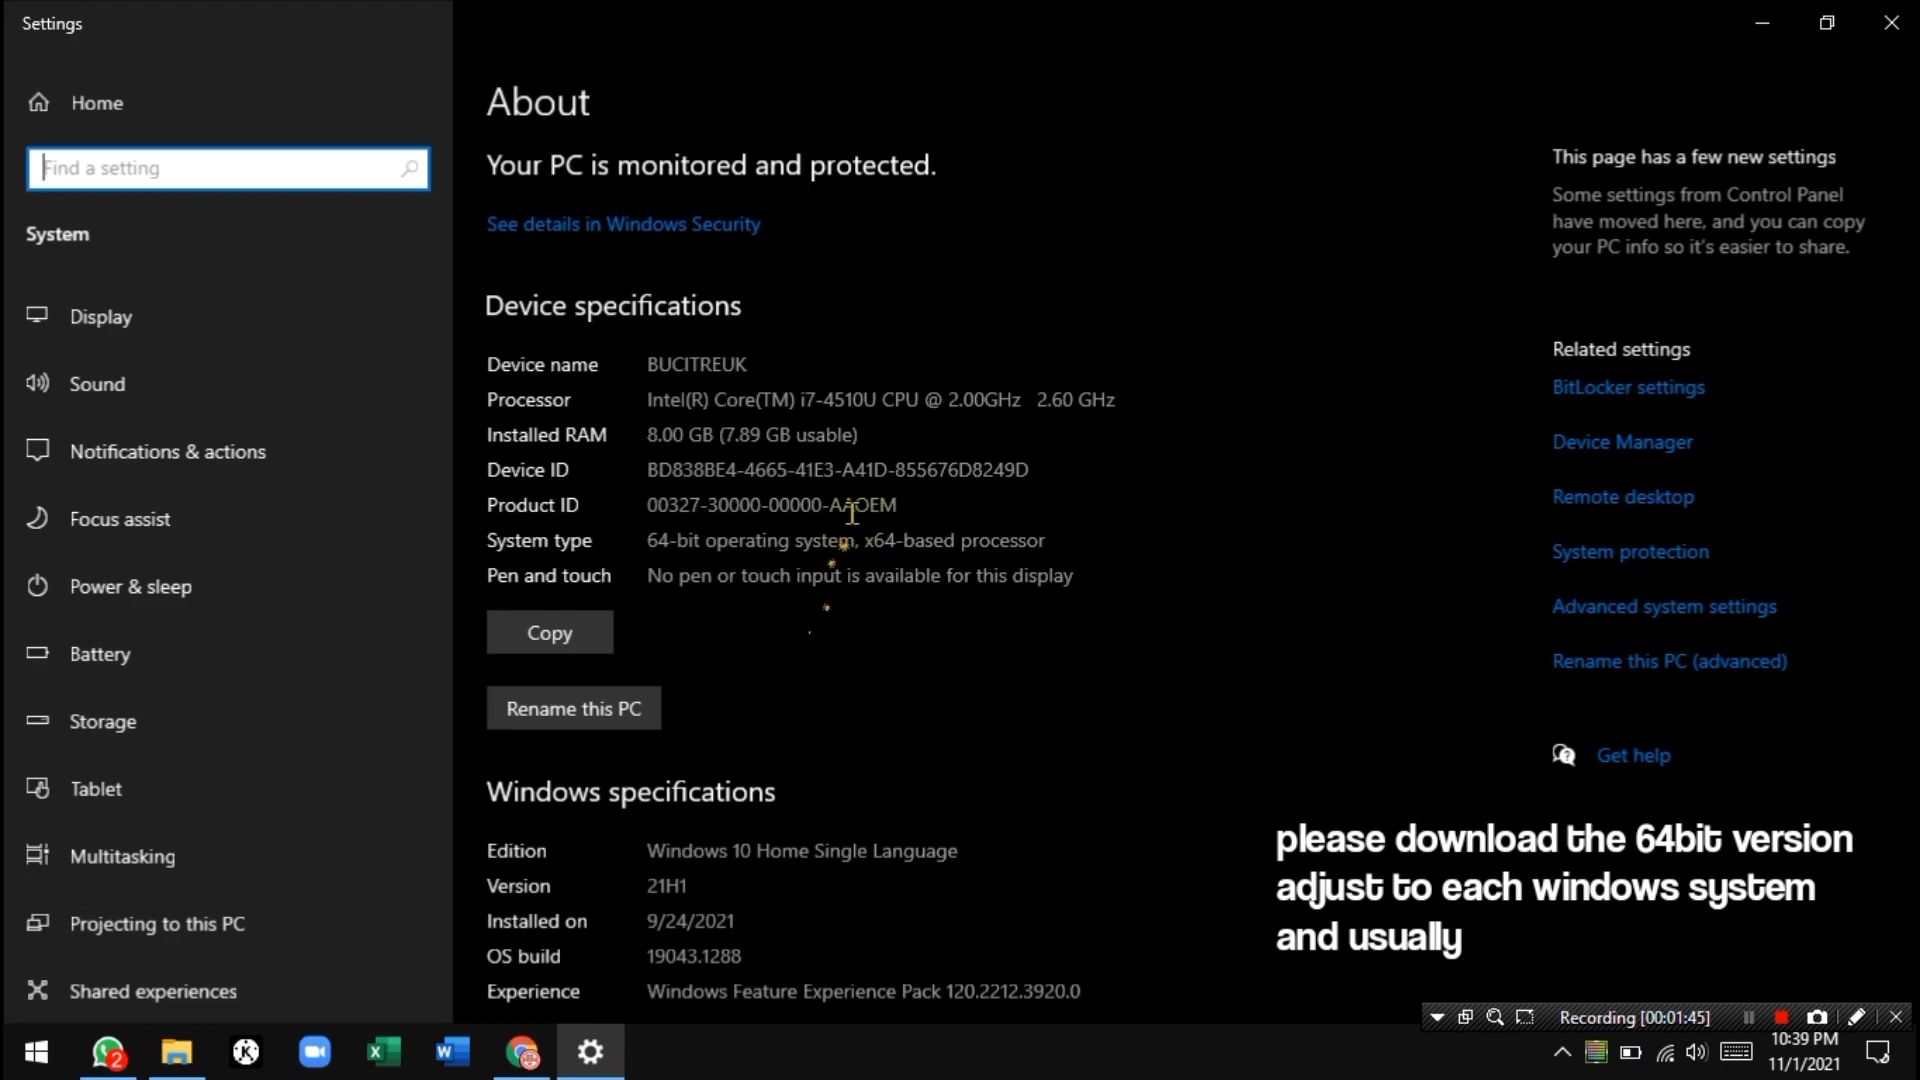 Settings
Home
Find a setting
System
Display
Sound
Notifications & actions
Focus assist
Power & sleep
Battery
Storage
Tablet
Multitasking
Projecting to this PC
Shared experiences
About
Your PC is monitored and protected.
See details in Windows Security
Device specifications
Device name BUCITREUK
Processor Intel(R) Core(TM) i7-4510U CPU @ 2.00GHz 2.60 GHz
Installed RAM 8.00 GB (7.89 GB usable)
Device ID BD838BE4-4665-41E3-A41D-855676D8249D
Product ID 00327-30000-00000-AAOEM
System type 64-bit operating system, x64-based processor
Pen and touch No pen or touch input is available for this display
Copy
Rename this PC
Windows specifications
Edition Windows 10 Home Single Language
Version 21H1
Installed on 9/24/2021
OS build 19043.1288
Experience Windows Feature Experience Pack 120.2212.3920.0
This page has a few new settings
Some settings from Control Panel
have moved here, and you can copy
your PC info so it's easier to share.
Related settings
BitLocker settings
Device Manager
Remote desktop
System protection
Advanced system settings
Rename this PC (advanced)
Get help
please download the 64bit version
adjust to each windows system
and usually
Recording [00:01:45]
2
K
X
W
10:39 PM
11/1/2021